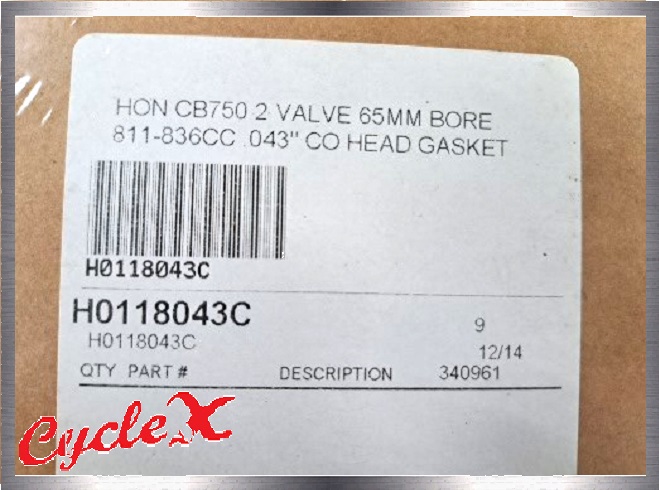 HON CB750 2 VALVE 65MM BORE
811-836CC .043" CO HEAD GASKET
H0118043C
H0118043C
H0118043C
9
12/14
QTY PART # DESCRIPTION 340961
CycleX